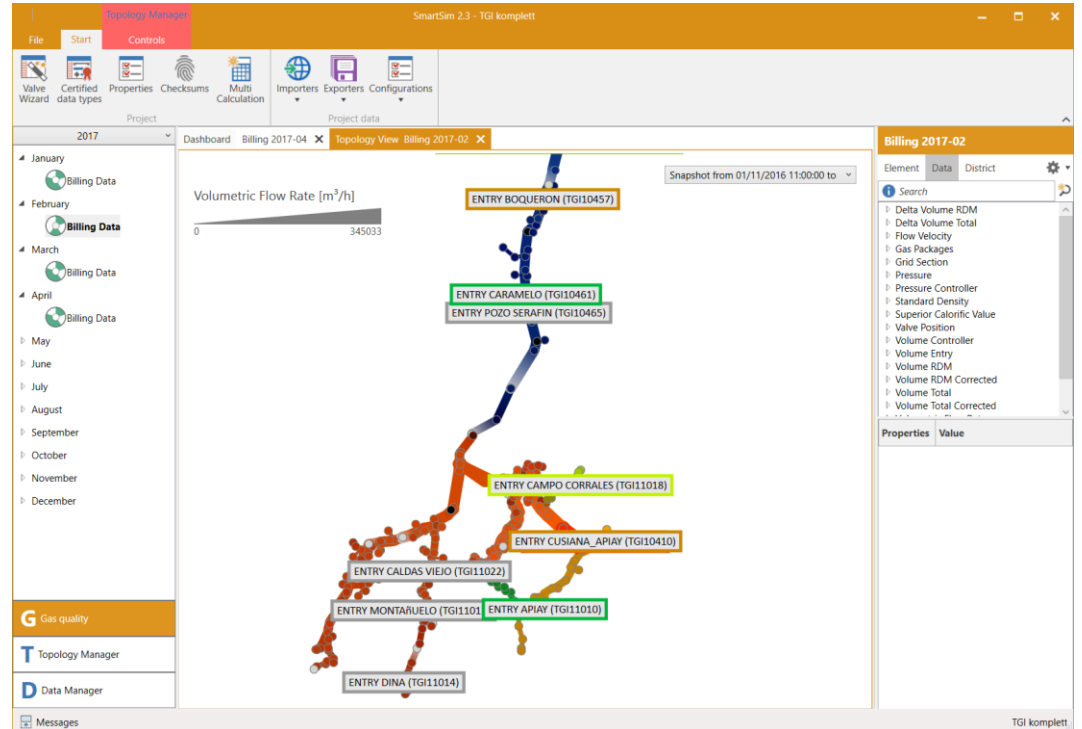 Topology Manager
SmartSim 2.3 - TGI komplett
File
Start
Controls
Valve Wizard
Certified data types
Properties
Checksums
Multi Calculation
Importers
Exporters
Configurations
Project
Project data
2017
January
Billing Data
February
Billing Data
March
Billing Data
April
Billing Data
May
June
July
August
September
October
November
December
G Gas quality
T Topology Manager
D Data Manager
Messages
Dashboard
Billing 2017-04
Topology View Billing 2017-02
Snapshot from 01/11/2016 11:00:00 to
Volumetric Flow Rate [m³/h]
0
345033
ENTRY BOQUERON (TGI10457)
ENTRY CARAMELO (TGI10461)
ENTRY POZO SERAFIN (TGI10465)
ENTRY CAMPO CORRALES (TGI11018)
ENTRY CUSIANA_APIAY (TGI10410)
ENTRY CALDAS VIEJO (TGI11022)
ENTRY MONTAñUELO (TGI1101
ENTRY APIAY (TGI11010)
ENTRY DINA (TGI11014)
Billing 2017-02
Element
Data
District
Search
Delta Volume RDM
Delta Volume Total
Flow Velocity
Gas Packages
Grid Section
Pressure
Pressure Controller
Standard Density
Superior Calorific Value
Valve Position
Volume Controller
Volume Entry
Volume RDM
Volume RDM Corrected
Volume Total
Volume Total Corrected
Properties
Value
TGI komplett